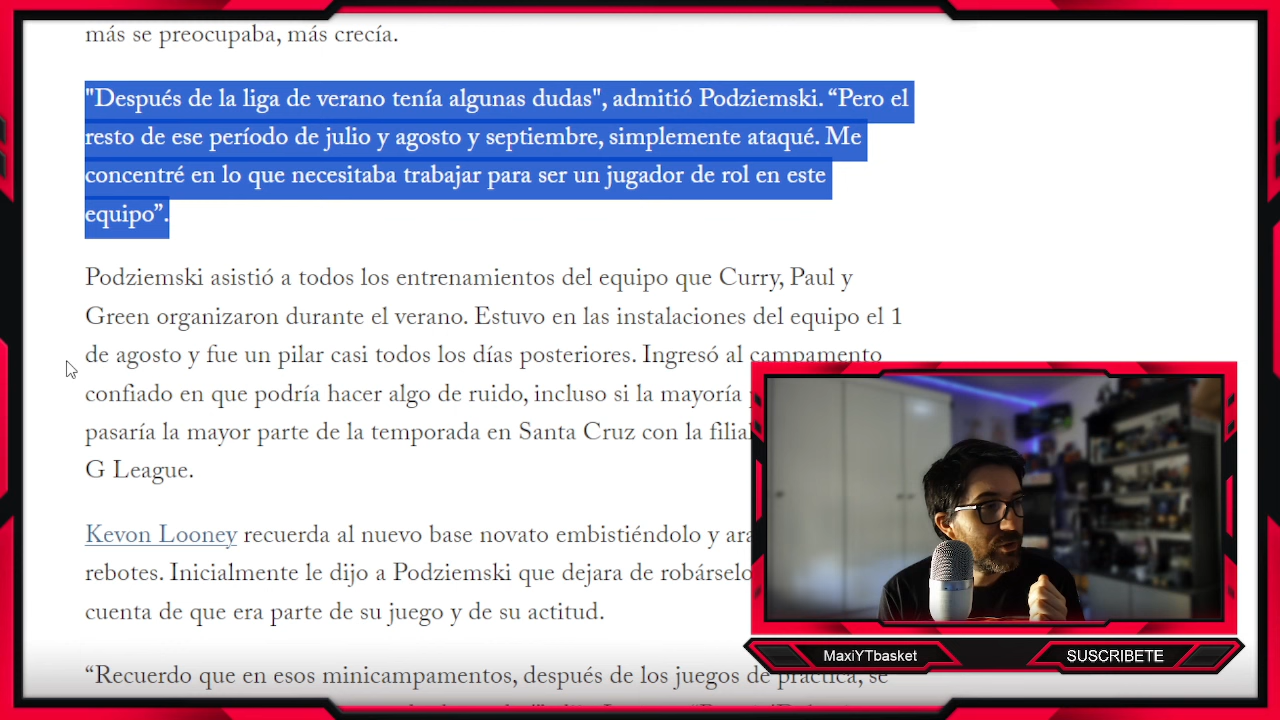 más se preocupaba, más crecía.
"Después de la liga de verano tenía algunas dudas", admitió Podziemski. “Pero el
resto de ese período de julio y agosto y septiembre, simplemente ataqué. Me
concentré en lo que necesitaba trabajar para ser un jugador de rol en este
equipo”.
Podziemski asistió a todos los entrenamientos del equipo que Curry, Paul y
Green organizaron durante el verano. Estuvo en las instalaciones del equipo el 1
de agosto y fue un pilar casi todos los días posteriores. Ingresó al campamento
confiado en que podría hacer algo de ruido, incluso si la mayoría
pasaría la mayor parte de la temporada en Santa Cruz con la filial
G League.
Kevon Looney recuerda al nuevo base novato embistiéndolo y
rebotes. Inicialmente le dijo a Podziemski que dejara de robárselo
cuenta de que era parte de su juego y de su actitud.
“Recuerdo que en esos minicampamentos, después de los juegos de práctica, se
MaxiYTbasket
SUSCRIBETE